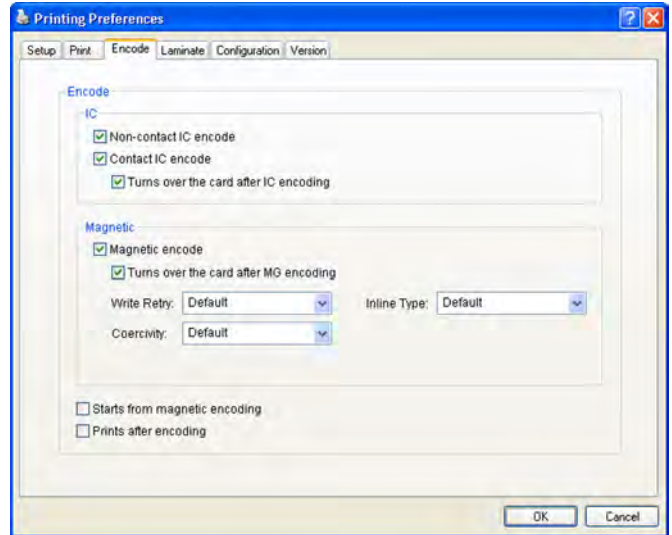 Printing Preferences
Setup Print Encode Laminate Configuration Version
Encode
IC
Non-contact IC encode
Contact IC encode
Turns over the card after IC encoding
Magnetic
Magnetic encode
Turns over the card after MG encoding
Write Retry: Default Inline Type: Default
Coercivity: Default
Starts from magnetic encoding
Prints after encoding
OK Cancel